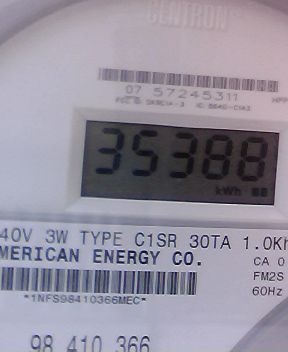 CENTRON
07 57245311
35388
kWh
40V 3W TYPE C1SR 30TA 1.0Kh
MERICAN ENERGY CO.
CA 0
FM2S
60Hz
*1NFS98410366MEC*
98 410 366